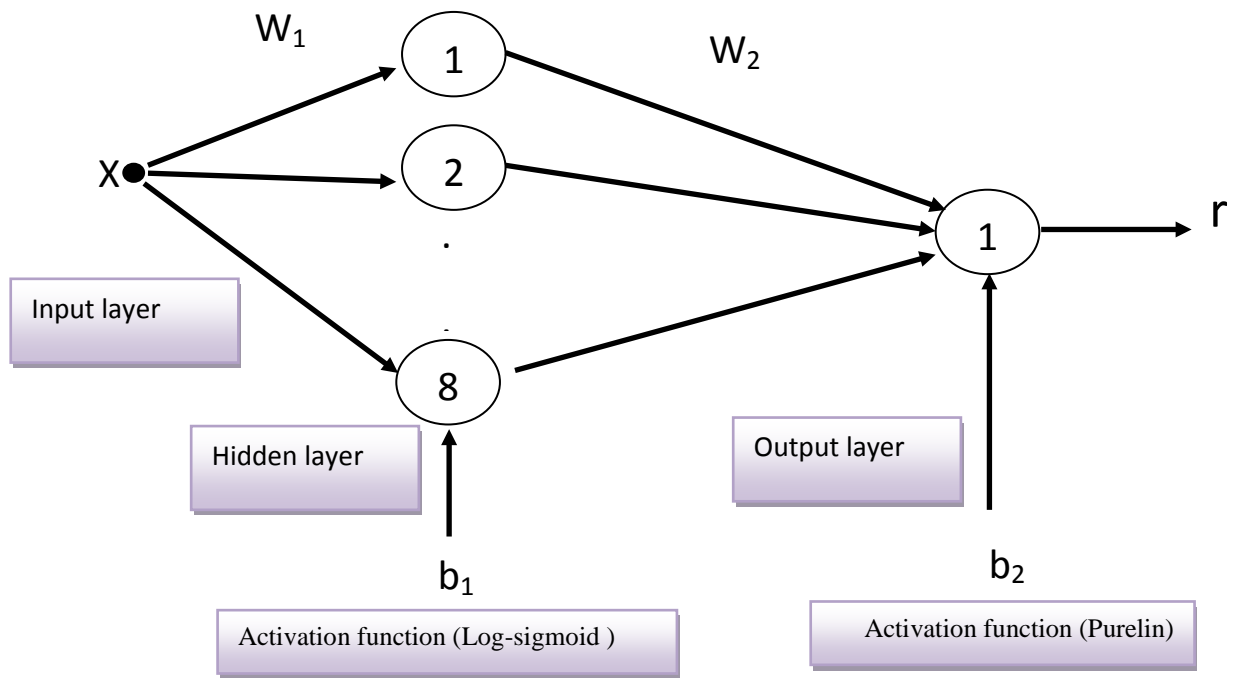 W₁
W₂
1
X
2
.
1
r
Input layer
.
8
Hidden layer
Output layer
b₁
b₂
Activation function (Log-sigmoid )
Activation function (Purelin)